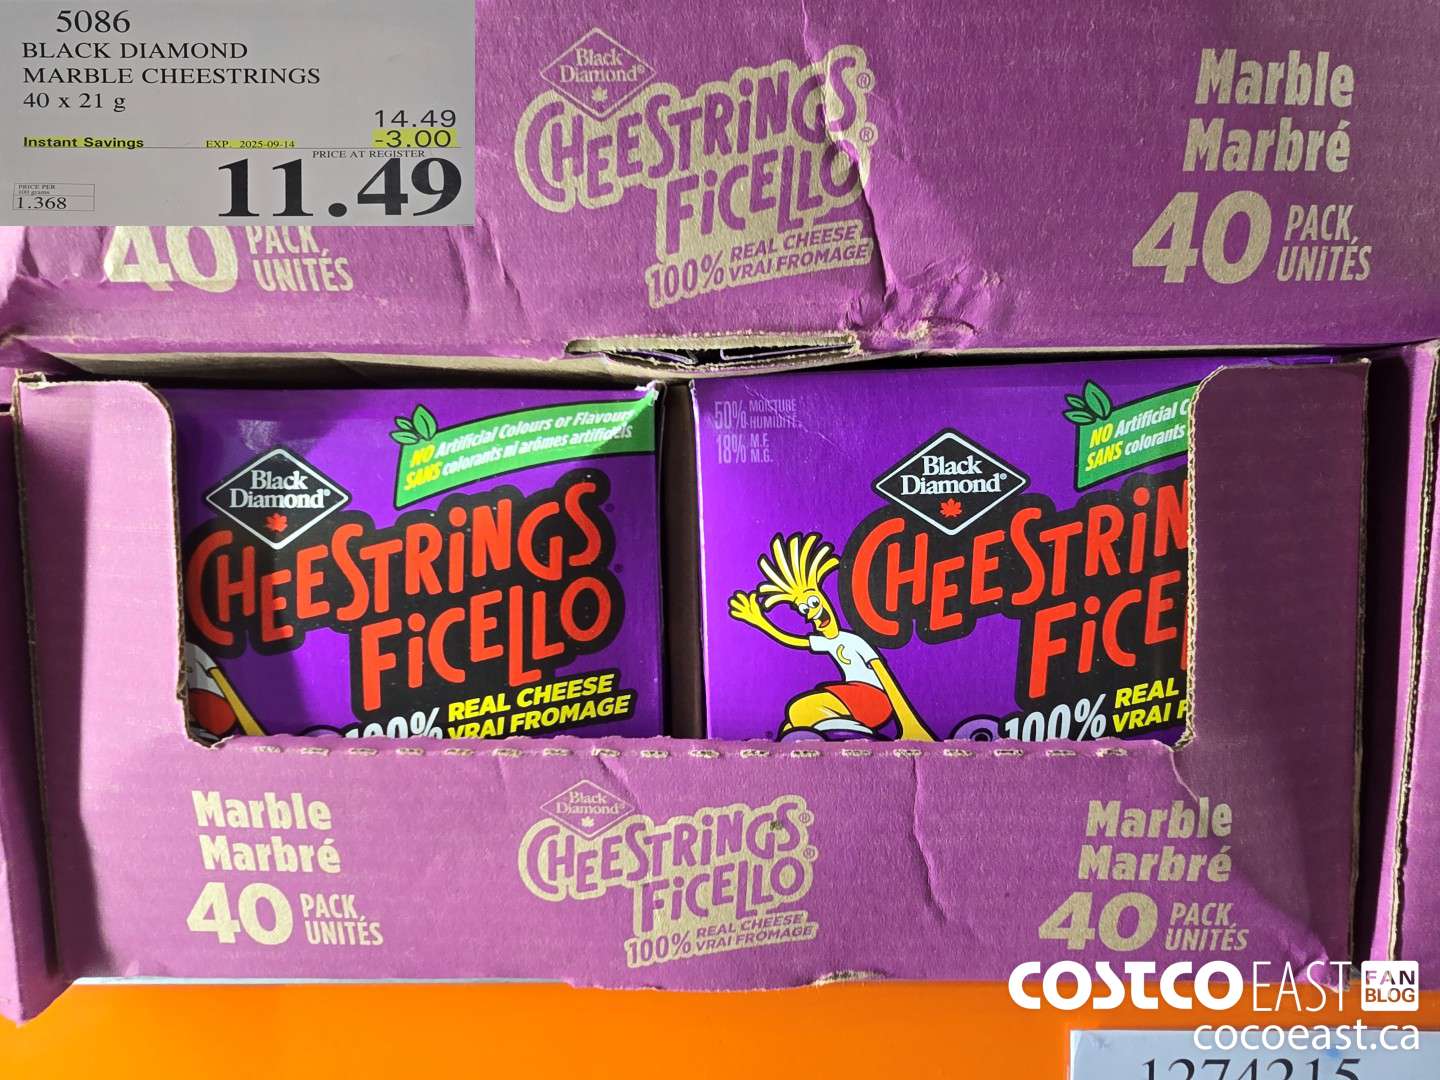 5086
BLACK DIAMOND
MARBLE CHEESTRINGS
40 x 21 g
14.49
Instant Savings EXP. 2025-09-14 -3.00
PRICE AT REGISTER
11.49
PRICE PER
100 grams
1.368
40 PACK,
UNITÉS
Black
Diamond®
CHEESTRiNGS®
FiCELLO®
100% REAL CHEESE
VRAI FROMAGE
Marble
Marbré
40 PACK,
UNITÉS
NO Artificial Colours or Flavours
SANS colorants ni arômes artificiels
Black
Diamond®
CHEESTRiNGS®
FiCELLO®
100% REAL CHEESE
VRAI FROMAGE
50% MOISTURE
HUMIDITÉ
18% M.F.
M.G.
NO Artificial C
SANS colorants
Black
Diamond®
CHEESTRiN
FiCE
100% REAL
VRAI F
Marble
Marbré
40 PACK,
UNITÉS
Black
Diamond®
CHEESTRiNGS®
FiCELLO®
100% REAL CHEESE
VRAI FROMAGE
Marble
Marbré
40 PACK,
UNITÉS
COSTCO EAST FAN
BLOG
cocoeast.ca
1274215